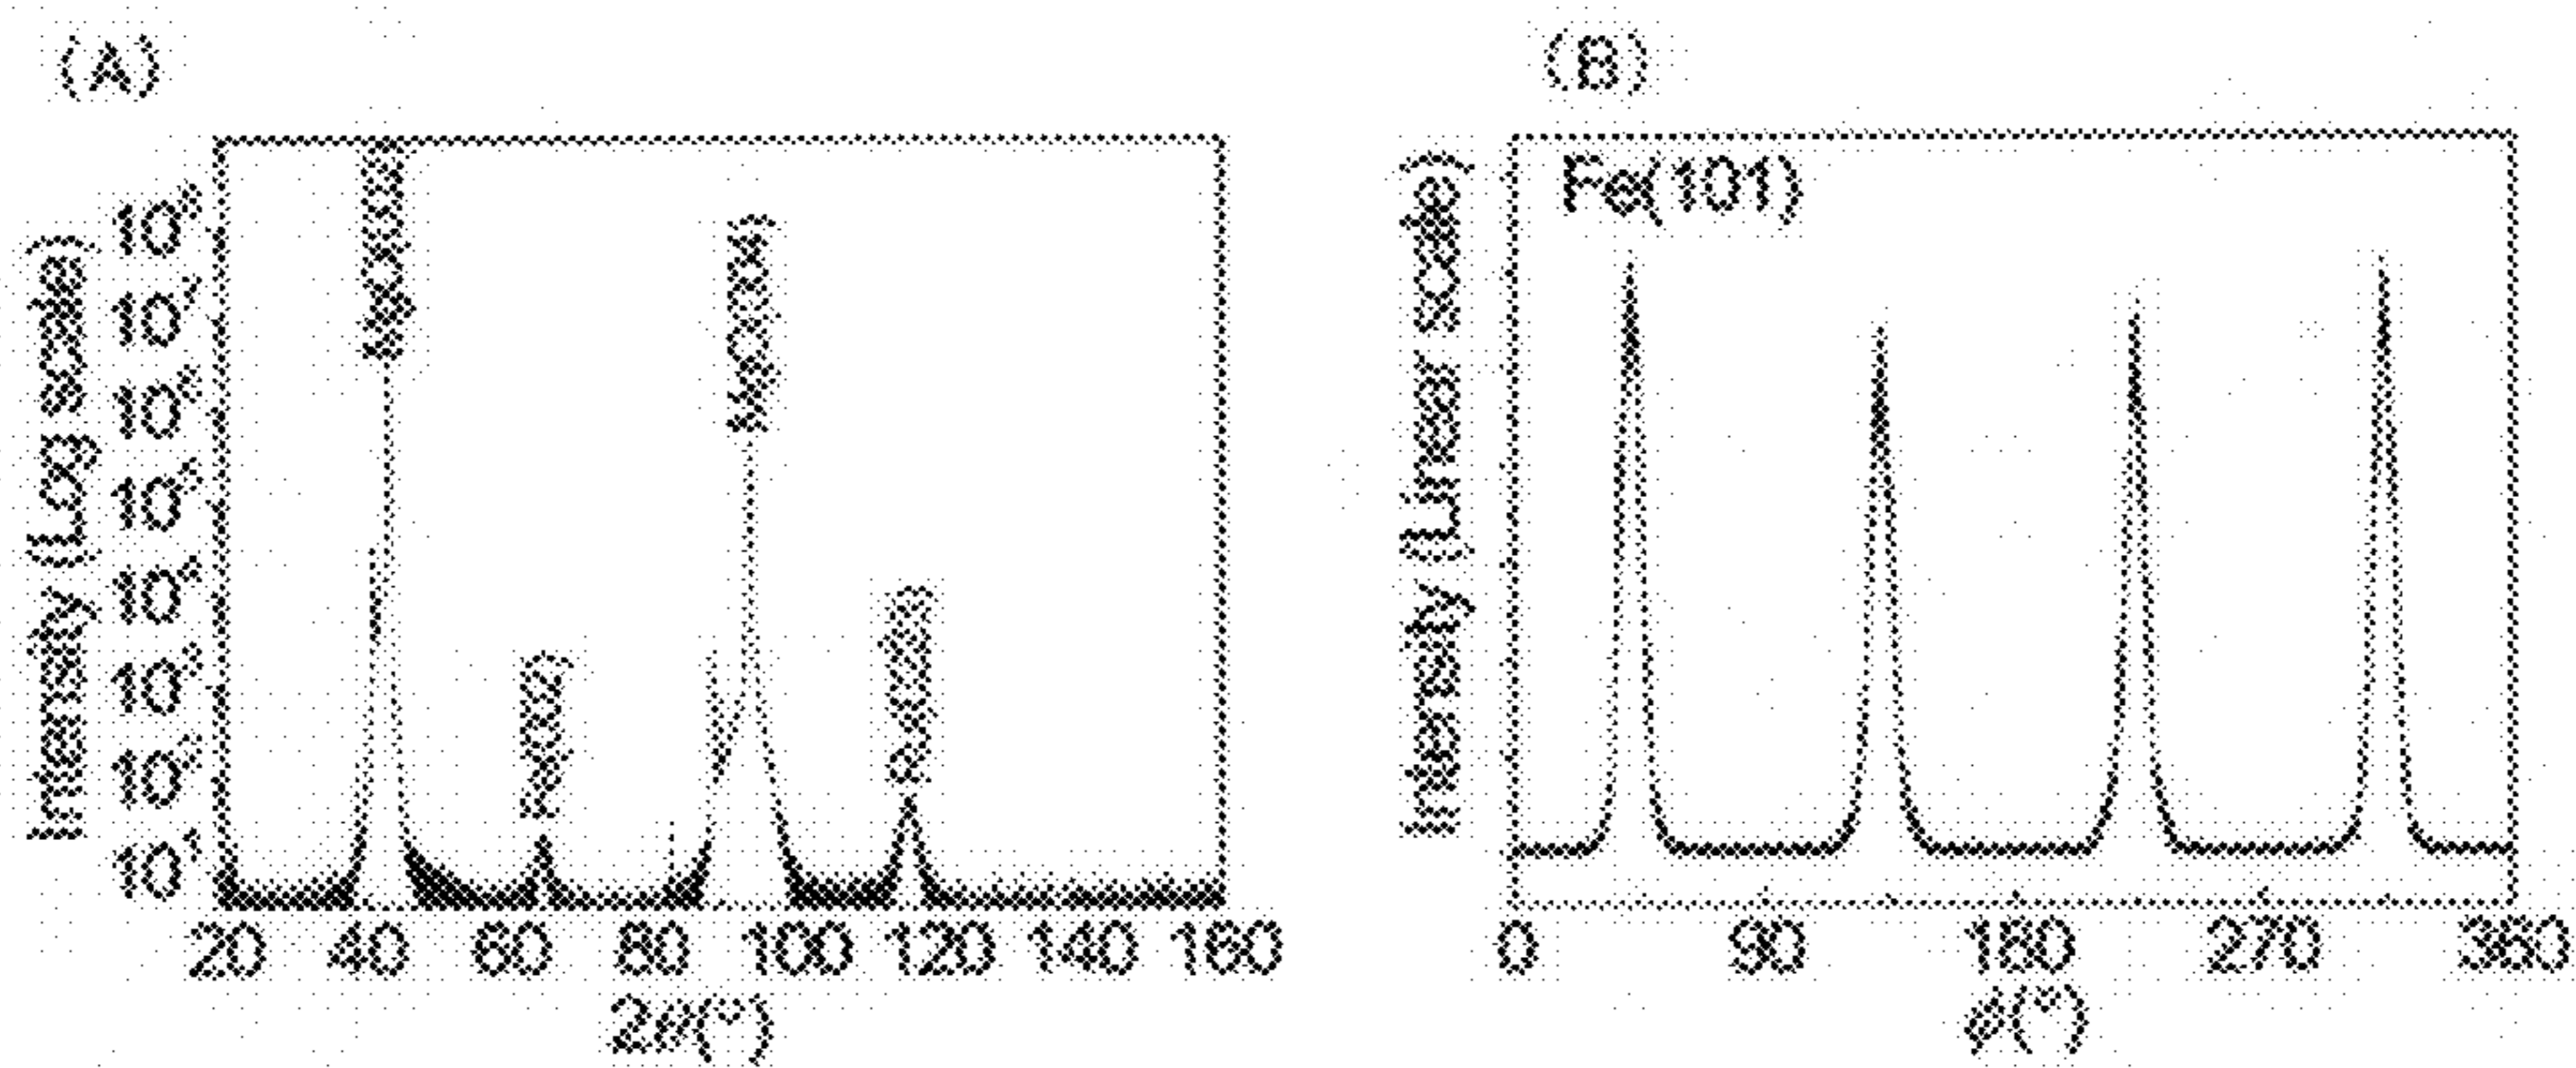 (A)
Intensity (Log scale)
10⁸
10⁷
10⁶
10⁵
10⁴
10³
10²
10¹
20 40 60 80 100 120 140 160
2θ(°)
(B)
Fe(101)
Intensity (Linear scale)
0 90 180 270 360
ϕ(°)